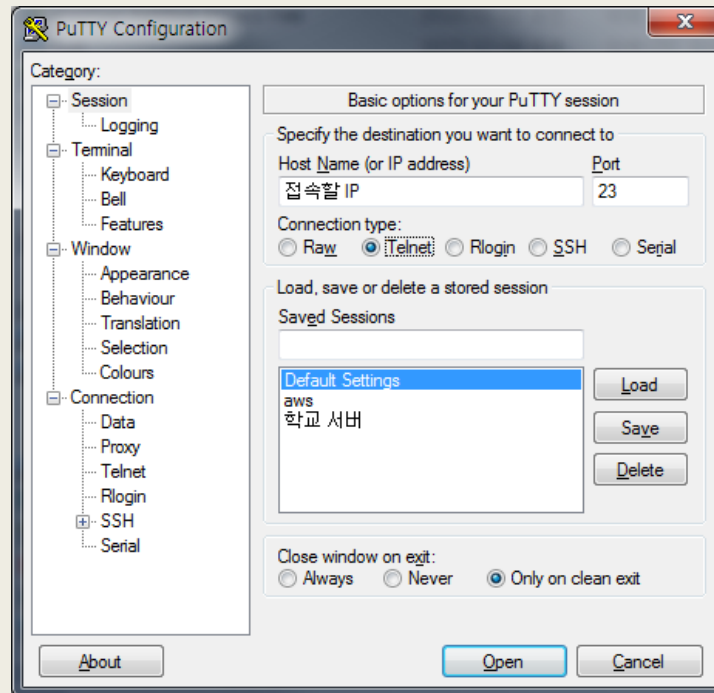 PuTTY Configuration
Category:
Session
Logging
Terminal
Keyboard
Bell
Features
Window
Appearance
Behaviour
Translation
Selection
Colours
Connection
Data
Proxy
Telnet
Rlogin
SSH
Serial
Basic options for your PuTTY session
Specify the destination you want to connect to
Host Name (or IP address) Port
접속할 IP 23
Connection type:
Raw Telnet Rlogin SSH Serial
Load, save or delete a stored session
Saved Sessions
Default Settings
aws
학교 서버
Load
Save
Delete
Close window on exit:
Always Never Only on clean exit
About Open Cancel